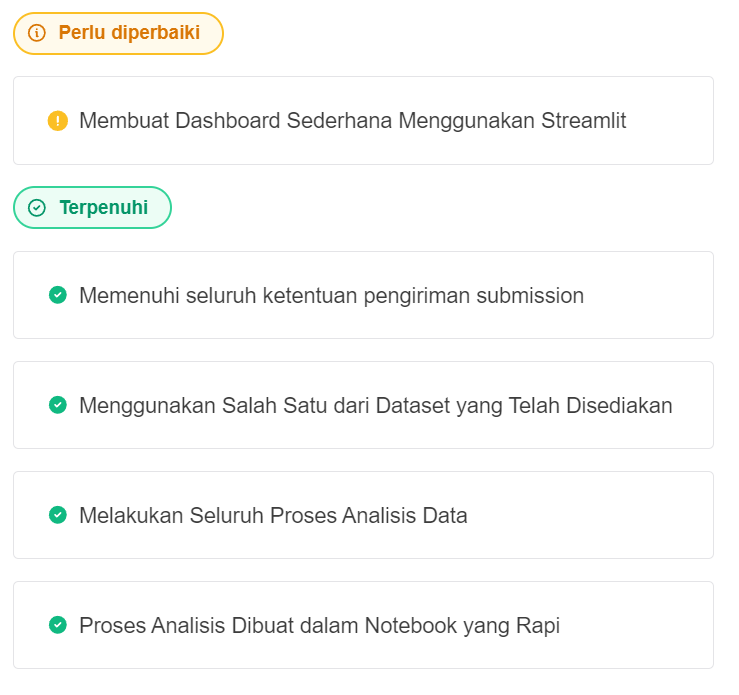 Perlu diperbaiki
Membuat Dashboard Sederhana Menggunakan Streamlit
Terpenuhi
Memenuhi seluruh ketentuan pengiriman submission
Menggunakan Salah Satu dari Dataset yang Telah Disediakan
Melakukan Seluruh Proses Analisis Data
Proses Analisis Dibuat dalam Notebook yang Rapi